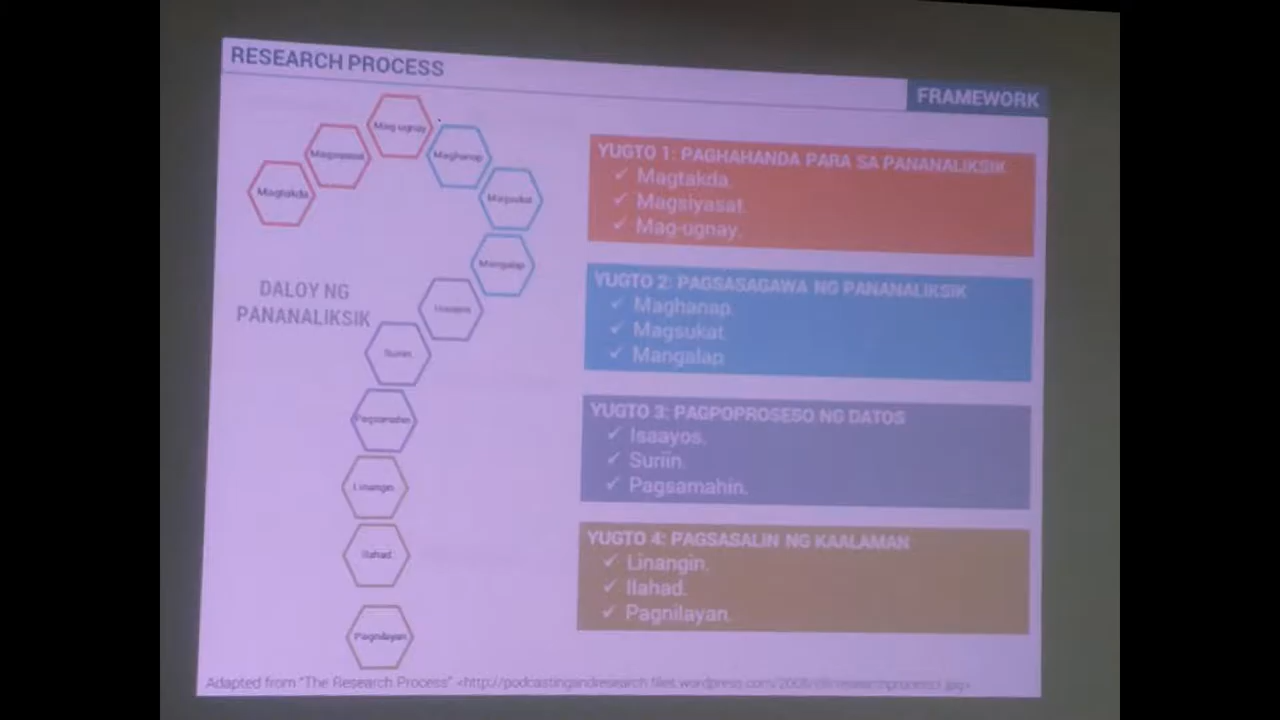 RESEARCH PROCESS
FRAMEWORK
Mag-ugnay
Magsiyasat
Maghanap
Magtakda
Magsukat
Mangalap
DALOY NG
PANANALIKSIK
Isaayos
Suriin
Pagsamahin
Linangin
Ilahad
Pagnilayan
YUGTO 1: PAGHAHANDA PARA SA PANANALIKSIK
✓ Magtakda.
✓ Magsiyasat.
✓ Mag-ugnay.
YUGTO 2: PAGSASAGAWA NG PANANALIKSIK
✓ Maghanap.
✓ Magsukat.
✓ Mangalap.
YUGTO 3: PAGPOPROSESO NG DATOS
✓ Isaayos.
✓ Suriin.
✓ Pagsamahin.
YUGTO 4: PAGSASALIN NG KAALAMAN
✓ Linangin.
✓ Ilahad.
✓ Pagnilayan.
Adapted from "The Research Process"